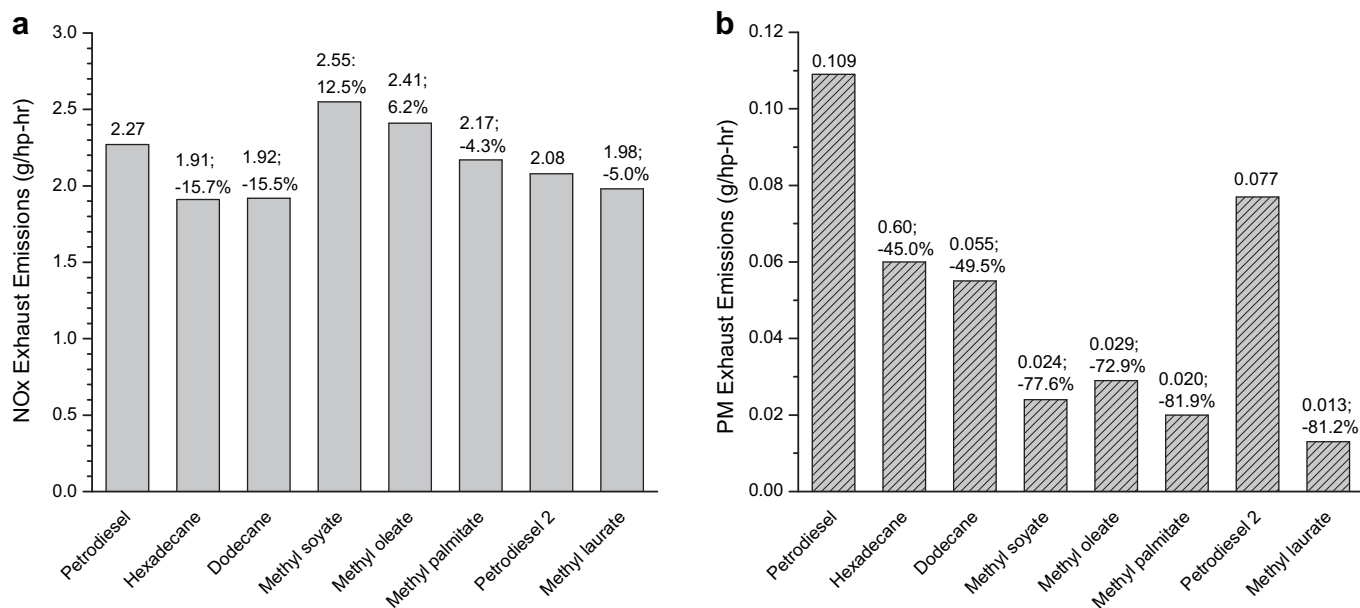 a
NOx Exhaust Emissions (g/hp-hr)
3.0
2.5
2.0
1.5
1.0
0.5
0.0
2.27
1.91;
-15.7%
1.92;
-15.5%
2.55:
12.5%
2.41;
6.2%
2.17;
-4.3%
2.08
1.98;
-5.0%
Petrodiesel
Hexadecane
Dodecane
Methyl soyate
Methyl oleate
Methyl palmitate
Petrodiesel 2
Methyl laurate
b
PM Exhaust Emissions (g/hp-hr)
0.12
0.10
0.08
0.06
0.04
0.02
0.00
0.109
0.60;
-45.0%
0.055;
-49.5%
0.024;
-77.6%
0.029;
-72.9%
0.020;
-81.9%
0.077
0.013;
-81.2%
Petrodiesel
Hexadecane
Dodecane
Methyl soyate
Methyl oleate
Methyl palmitate
Petrodiesel 2
Methyl laurate